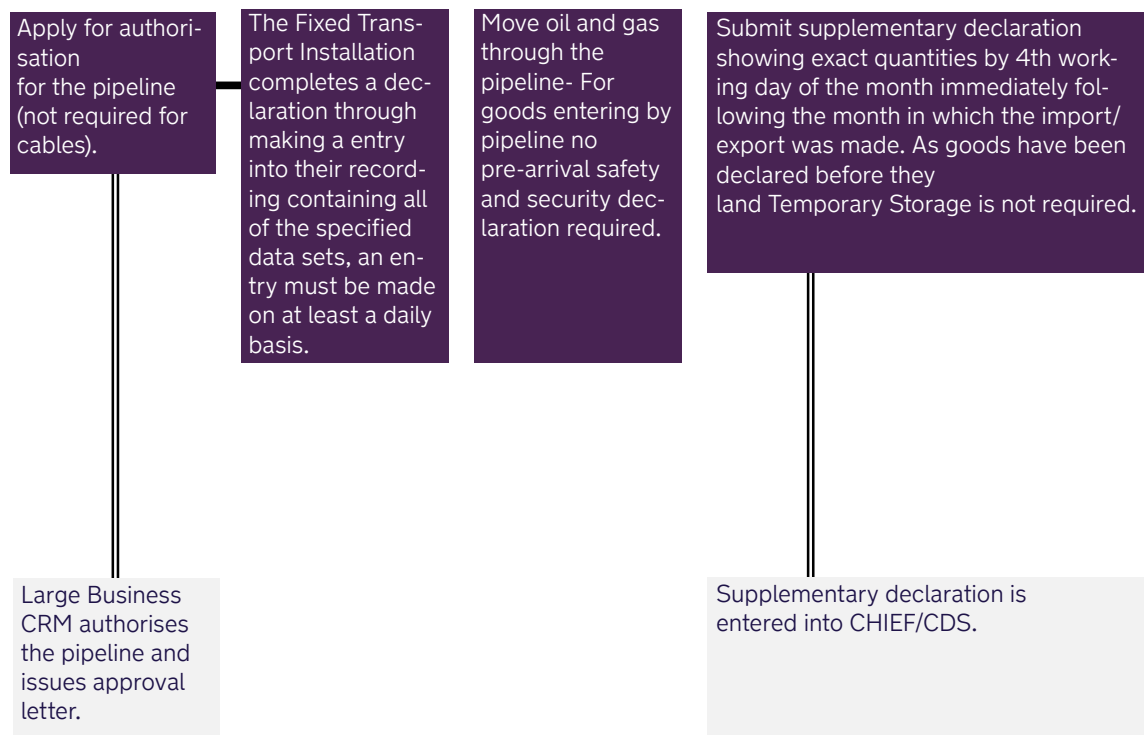 Apply for authori-
sation
for the pipeline
(not required for
cables).
The Fixed Trans-
port Installation
completes a dec-
laration through
making a entry
into their record-
ing containing all
of the specified
data sets, an en-
try must be made
on at least a daily
basis.
Move oil and gas
through the
pipeline- For
goods entering by
pipeline no
pre-arrival safety
and security dec-
laration required.
Submit supplementary declaration
showing exact quantities by 4th work-
ing day of the month immediately fol-
lowing the month in which the import/
export was made. As goods have been
declared before they
land Temporary Storage is not required.
Large Business
CRM authorises
the pipeline and
issues approval
letter.
Supplementary declaration is
entered into CHIEF/CDS.